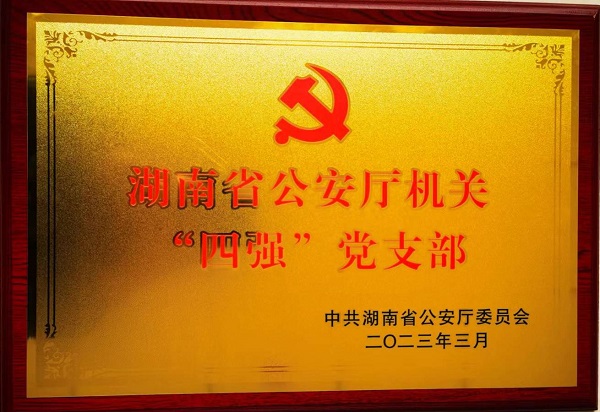 湖南省公安厅机关
“四强”党支部
中共湖南省公安厅委员会
二〇二三年三月